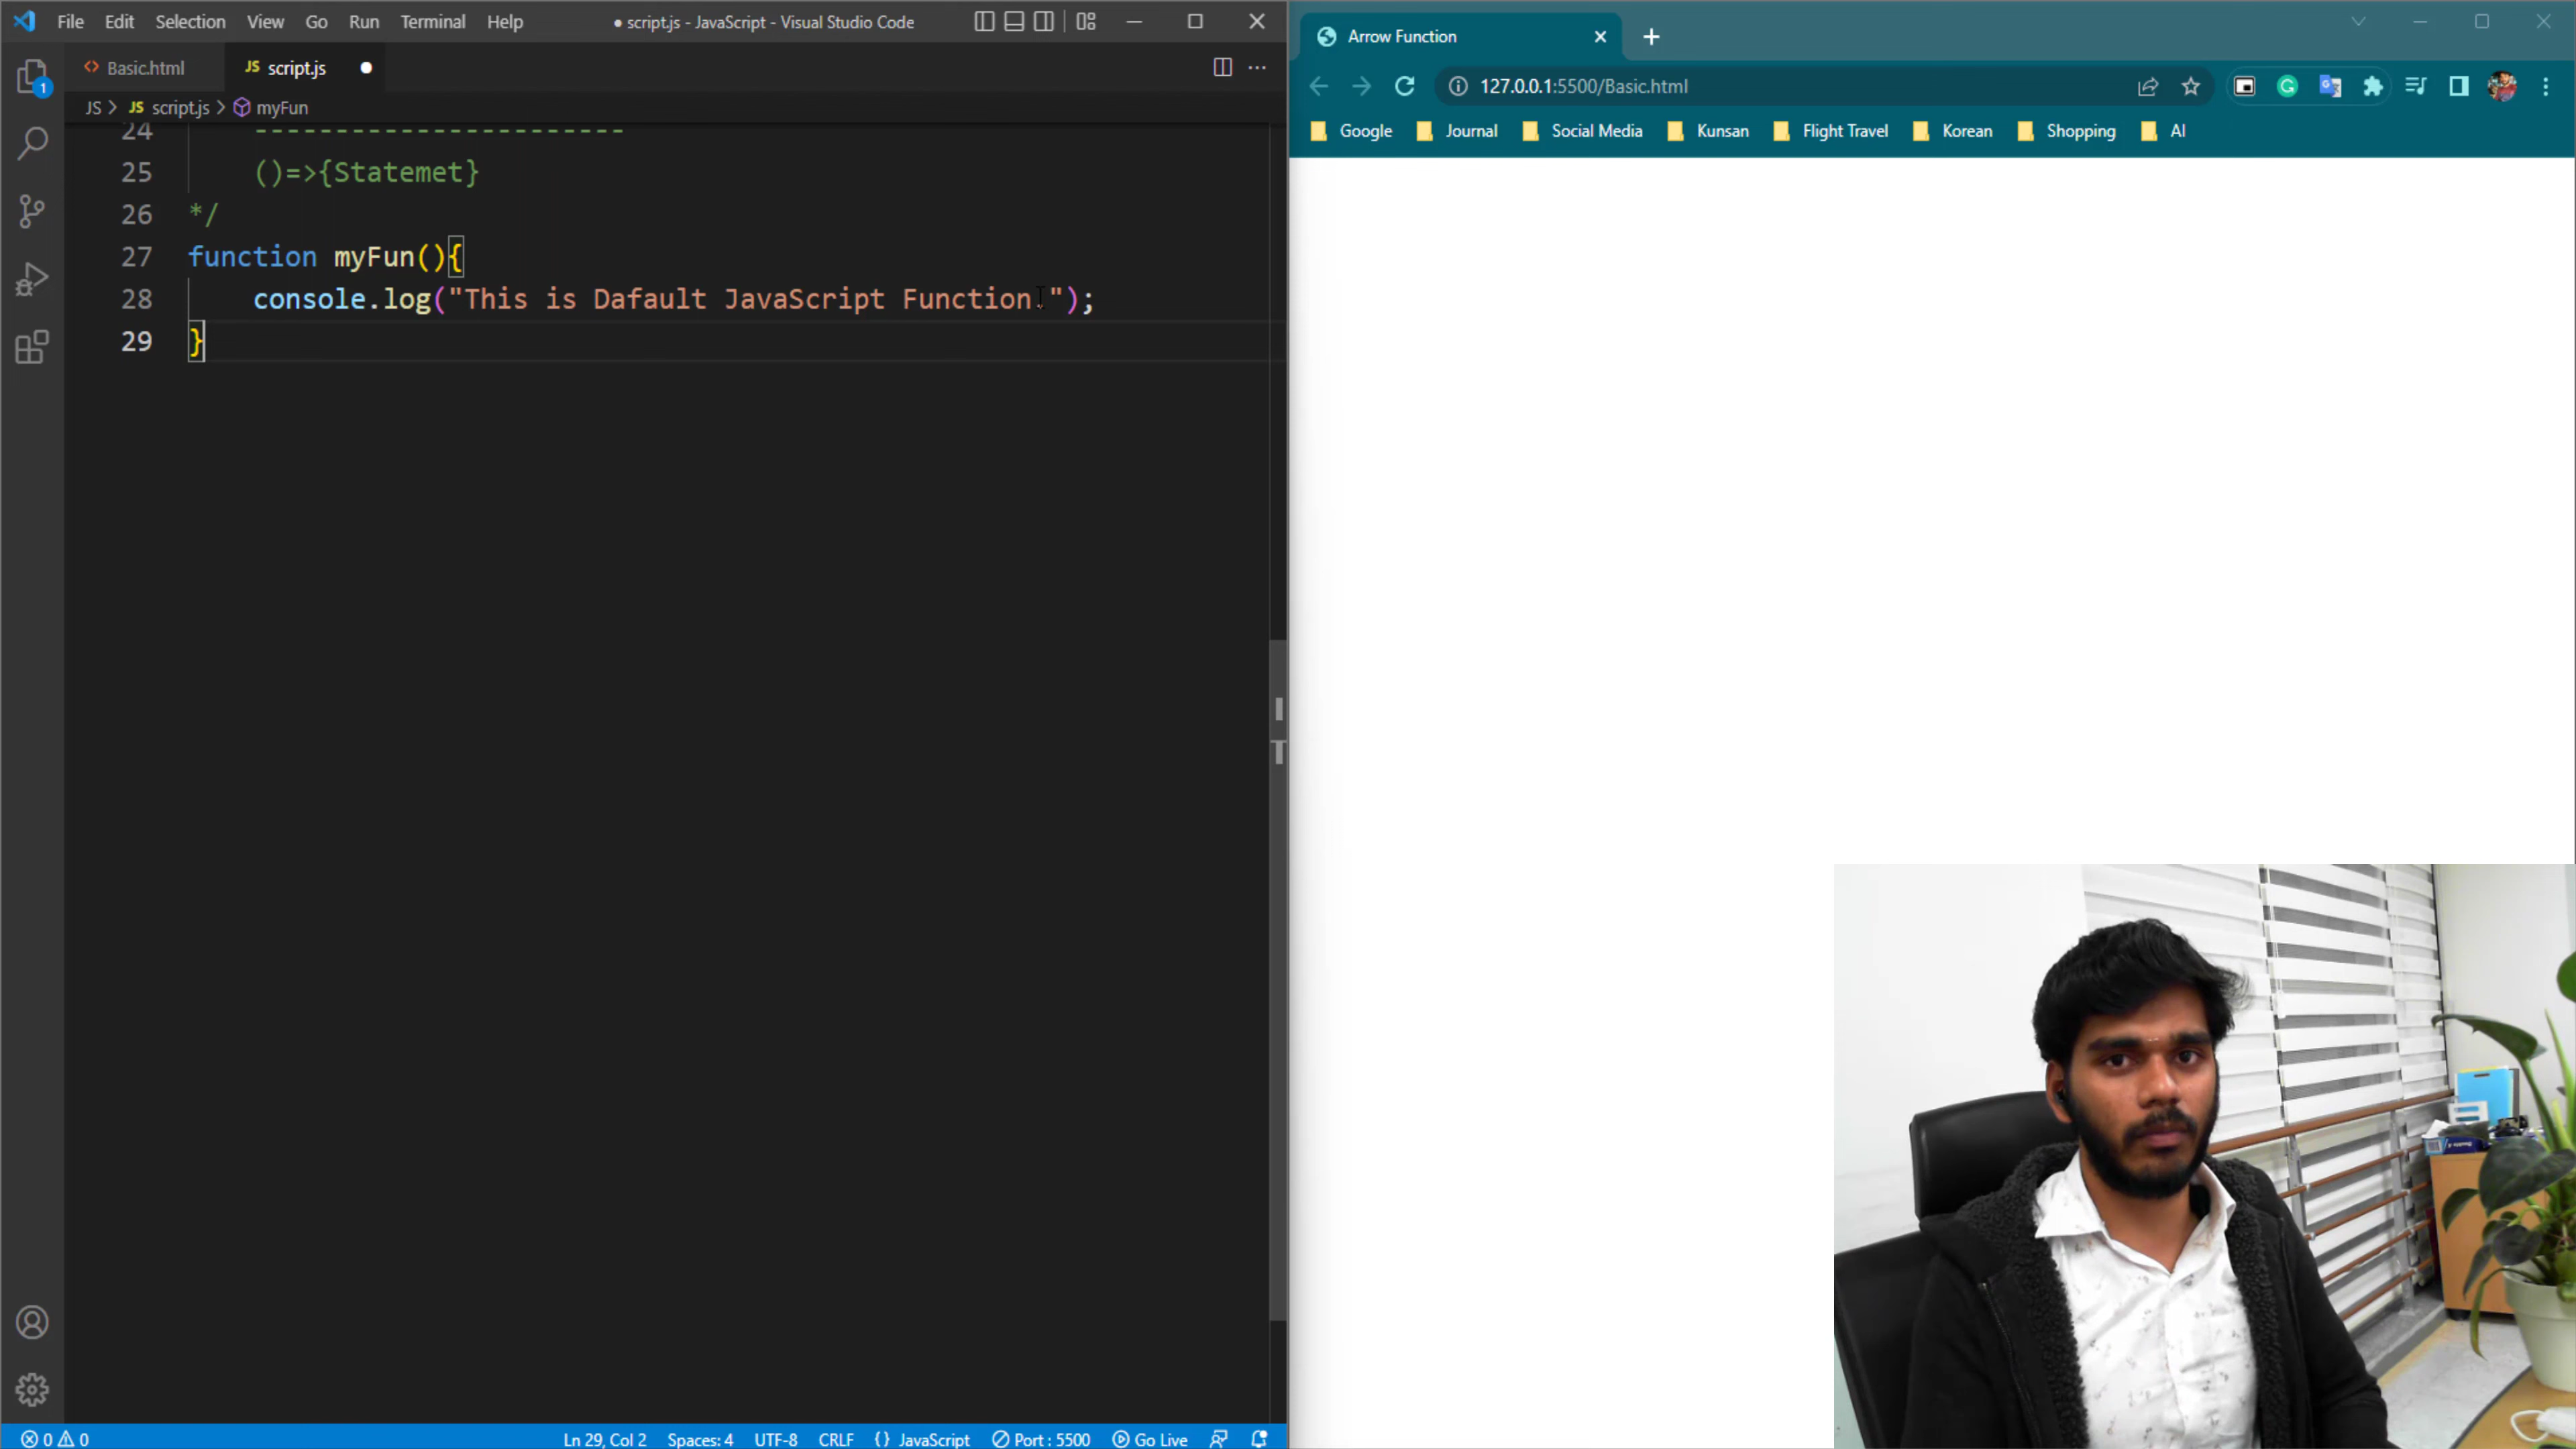 File Edit Selection View Go Run Terminal Help
● script.js - JavaScript - Visual Studio Code
Basic.html
JS script.js ●
JS > JS script.js > myFun
24 -----------------------
25 ()=>{Statemet}
26 */
27 function myFun(){
28 console.log("This is Dafault JavaScript Function.");
29 }
1
0 0
Ln 29, Col 2 Spaces: 4 UTF-8 CRLF {} JavaScript Port : 5500 Go Live
Arrow Function
127.0.0.1:5500/Basic.html
Google Journal Social Media Kunsan Flight Travel Korean Shopping AI